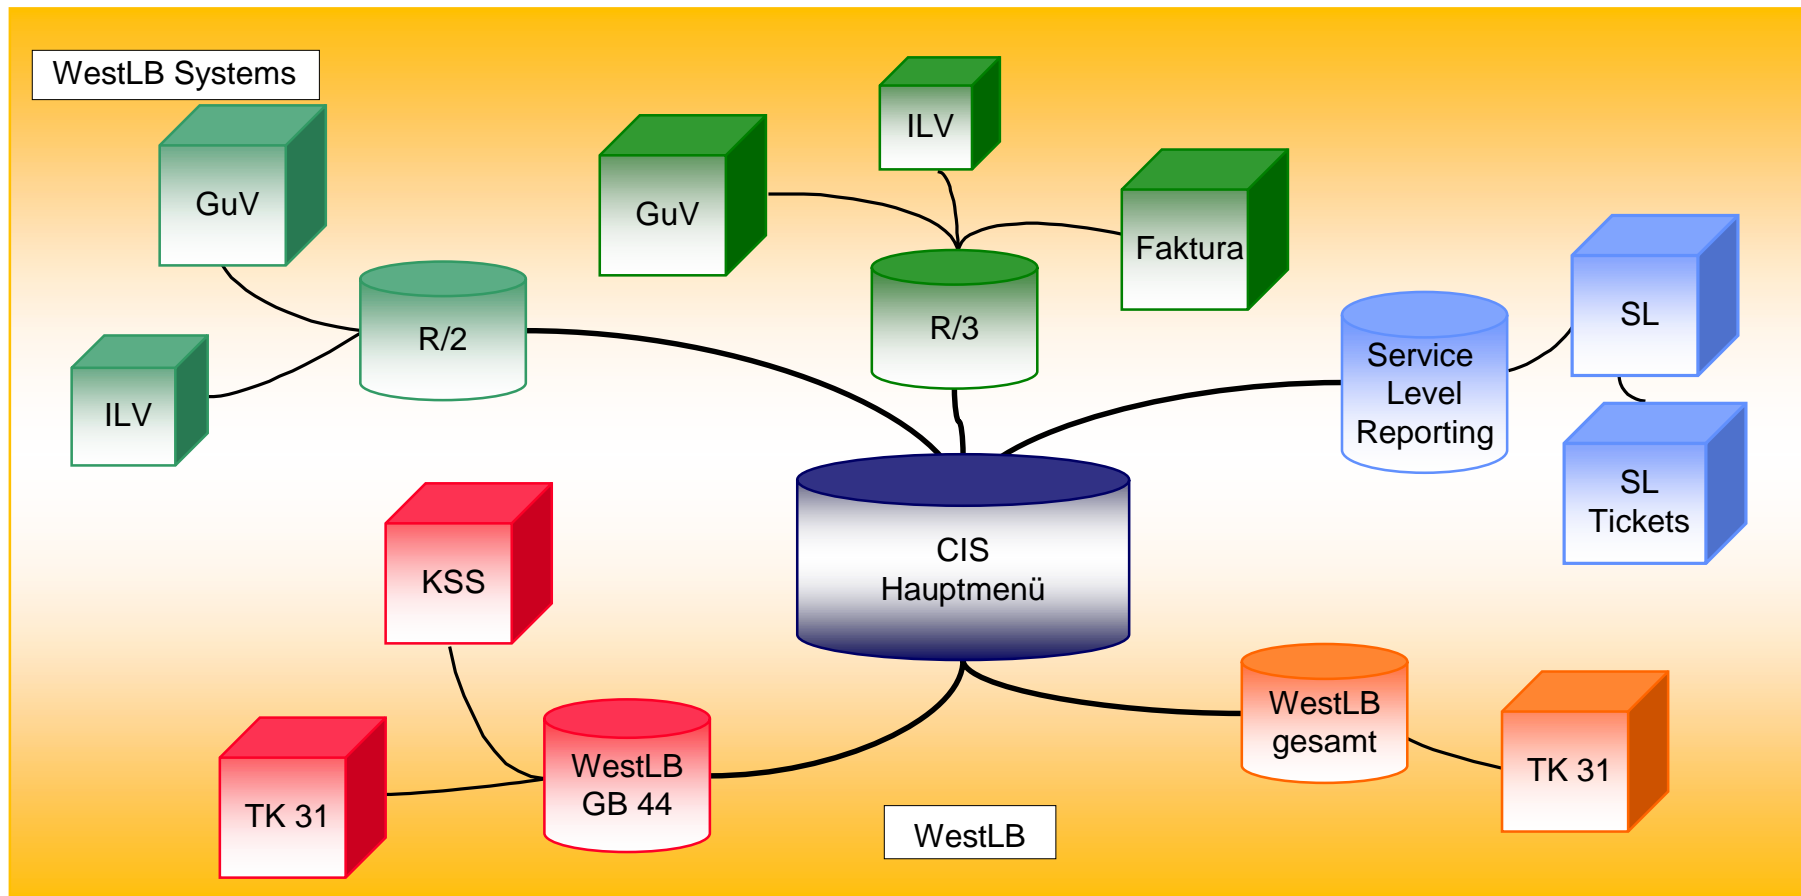 WestLB Systems
GuV
ILV
R/2
GuV
ILV
Faktura
R/3
Service
Level
Reporting
SL
SL
Tickets
CIS
Hauptmenü
KSS
TK 31
WestLB
GB 44
WestLB
gesamt
TK 31
WestLB